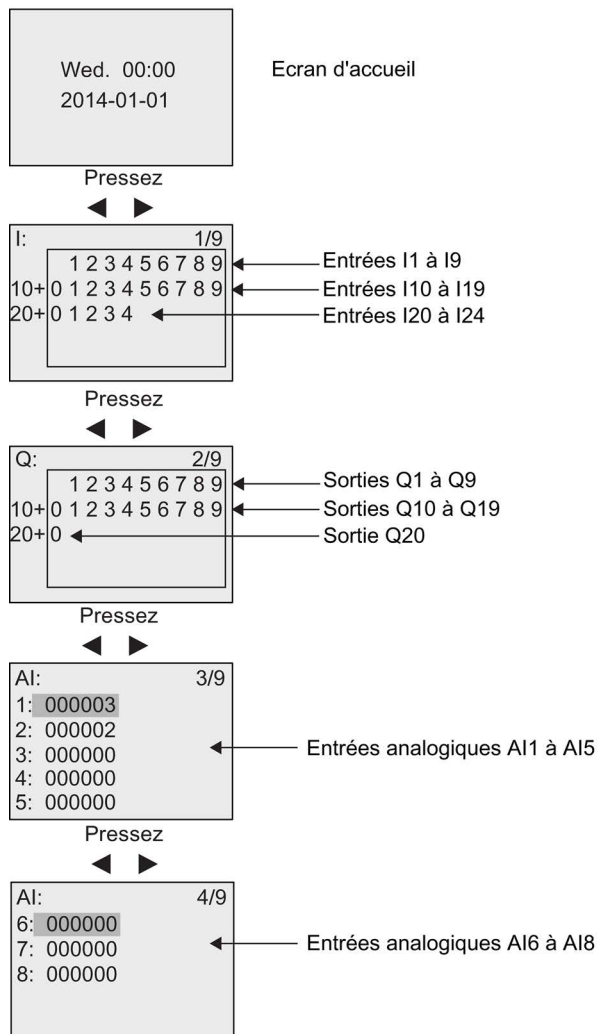 Wed. 00:00
Ecran d'accueil
2014-01-01
Pressez
I: 1/9
1 2 3 4 5 6 7 8 9 Entrées I1 à I9
10+ 0 1 2 3 4 5 6 7 8 9 Entrées I10 à I19
20+ 0 1 2 3 4 Entrées I20 à I24
Pressez
Q: 2/9
1 2 3 4 5 6 7 8 9 Sorties Q1 à Q9
10+ 0 1 2 3 4 5 6 7 8 9 Sorties Q10 à Q19
20+ 0 Sortie Q20
Pressez
AI: 3/9
1: 000003
2: 000002
3: 000000
Entrées analogiques AI1 à AI5
4: 000000
5: 000000
Pressez
AI: 4/9
6: 000000
7: 000000
Entrées analogiques AI6 à AI8
8: 000000